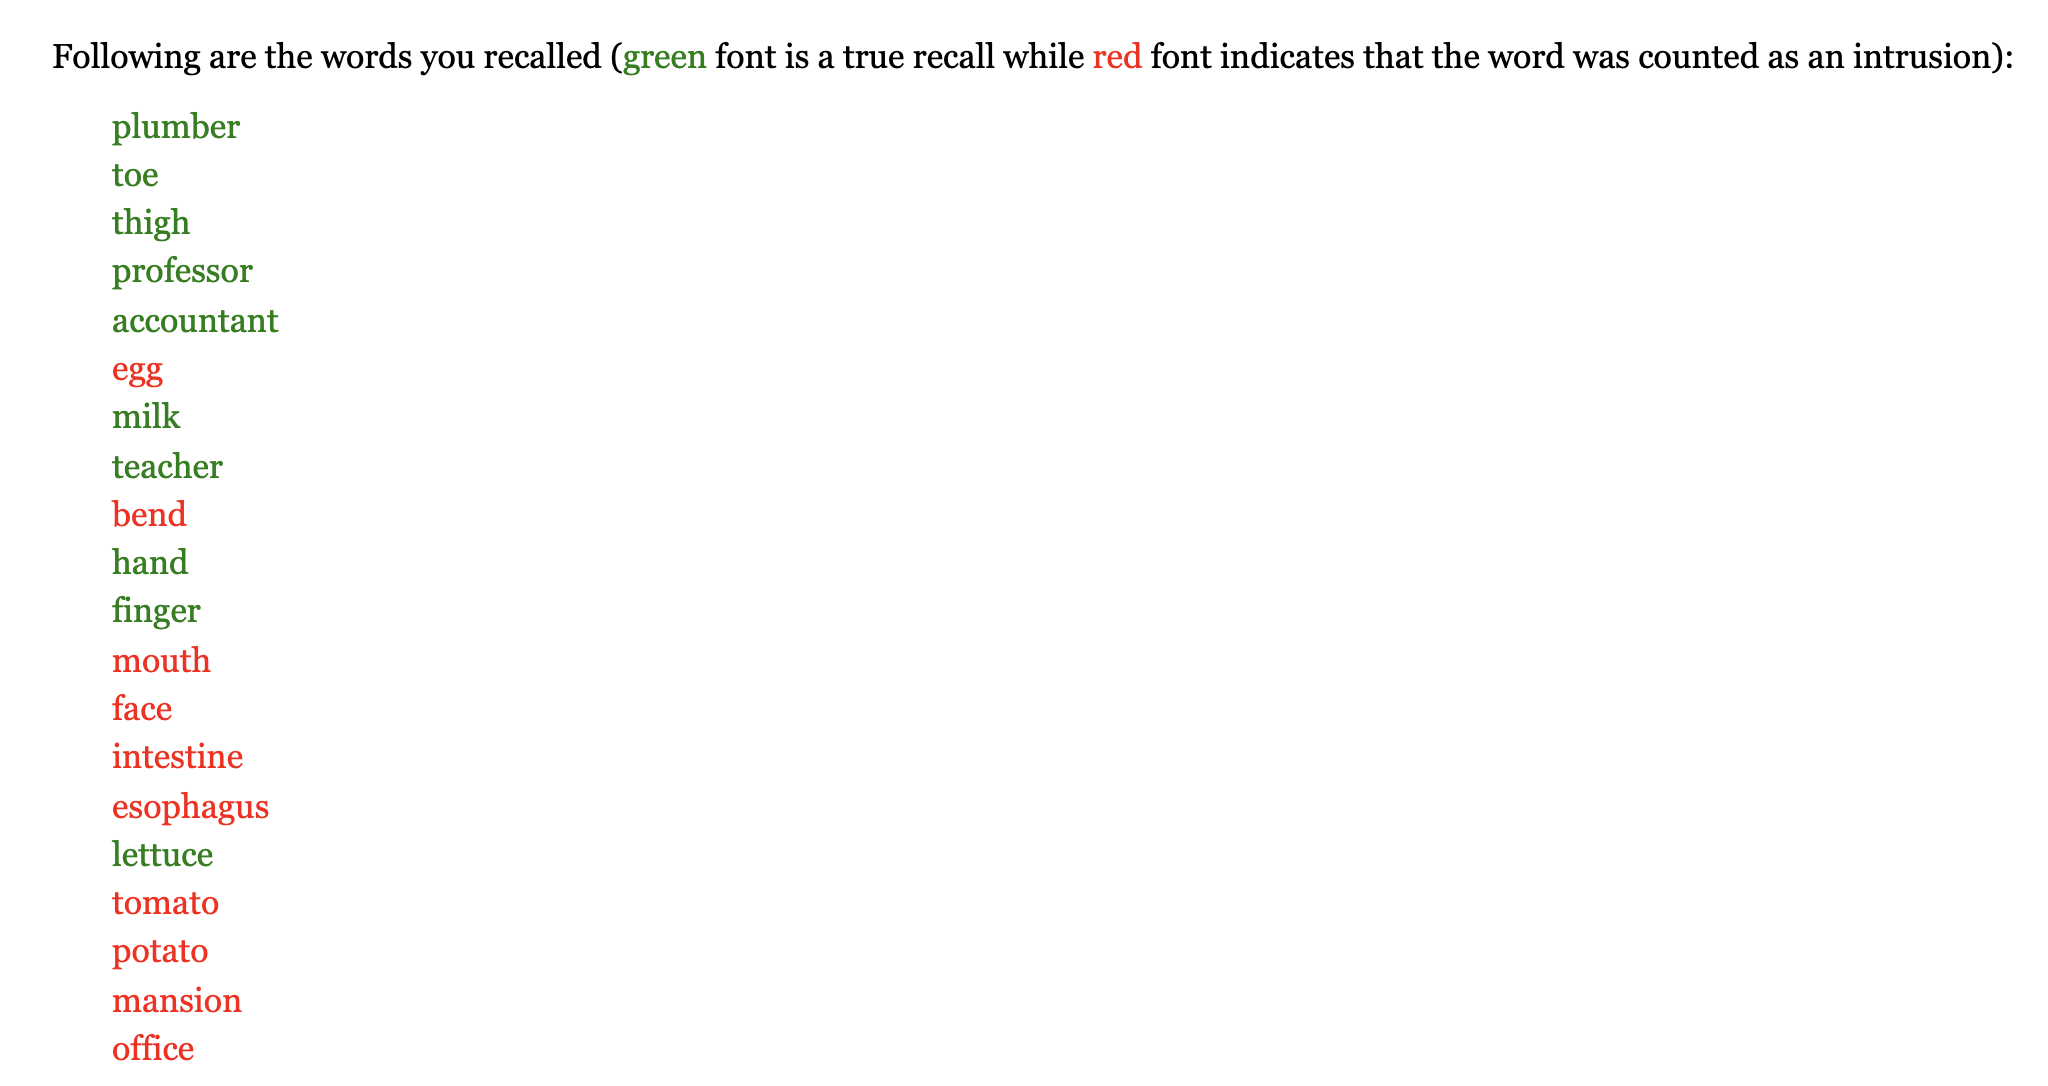 Following are the words you recalled (green font is a true recall while red font indicates that the word was counted as an intrusion):
plumber
toe
thigh
professor
accountant
egg
milk
teacher
bend
hand
finger
mouth
face
intestine
esophagus
lettuce
tomato
potato
mansion
office